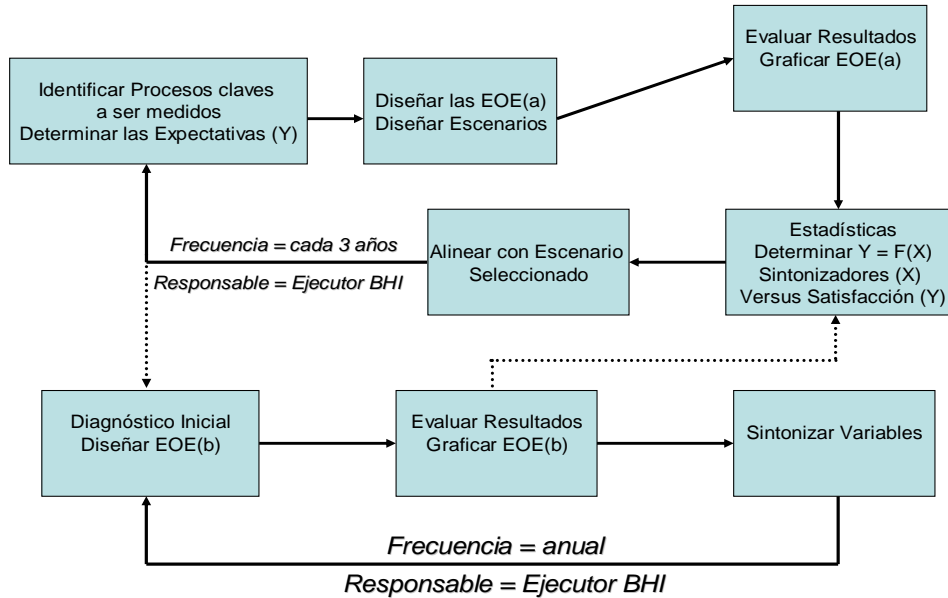 Identificar Procesos claves
a ser medidos
Determinar las Expectativas (Y)
Diseñar las EOE(a)
Diseñar Escenarios
Evaluar Resultados
Graficar EOE(a)
Estadísticas
Determinar Y = F(X)
Sintonizadores (X)
Versus Satisfacción (Y)
Alinear con Escenario
Seleccionado
Frecuencia = cada 3 años
Responsable = Ejecutor BHI
Diagnóstico Inicial
Diseñar EOE(b)
Evaluar Resultados
Graficar EOE(b)
Sintonizar Variables
Frecuencia = anual
Responsable = Ejecutor BHI